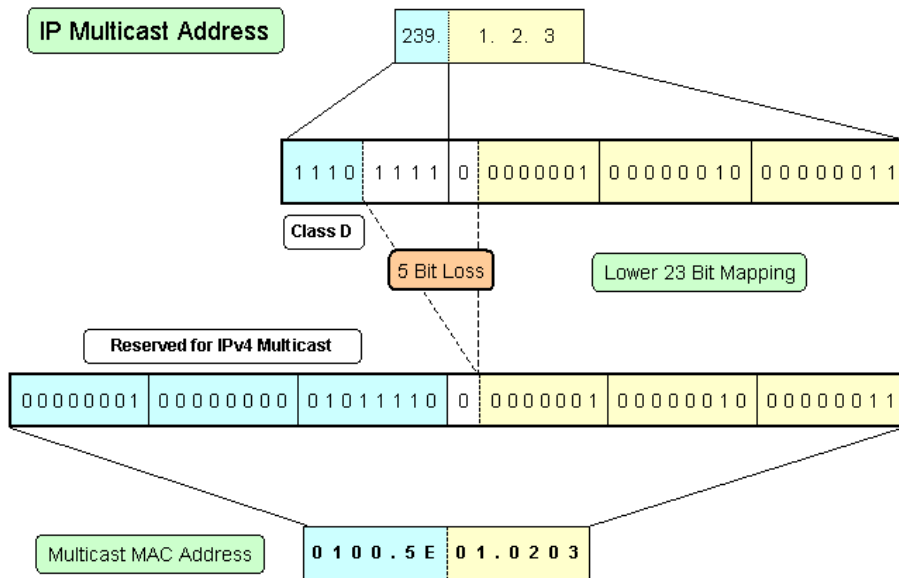 IP Multicast Address
239. 1. 2. 3
1 1 1 0 1 1 1 1 0 0 0 0 0 0 0 1 0 0 0 0 0 0 1 0 0 0 0 0 0 0 1 1
Class D
5 Bit Loss
Lower 23 Bit Mapping
Reserved for IPv4 Multicast
0 0 0 0 0 0 0 1 0 0 0 0 0 0 0 0 0 1 0 1 1 1 1 0 0 0 0 0 0 0 0 1 0 0 0 0 0 0 1 0 0 0 0 0 0 0 1 1
Multicast MAC Address
0 1 0 0 . 5 E 0 1 . 0 2 0 3